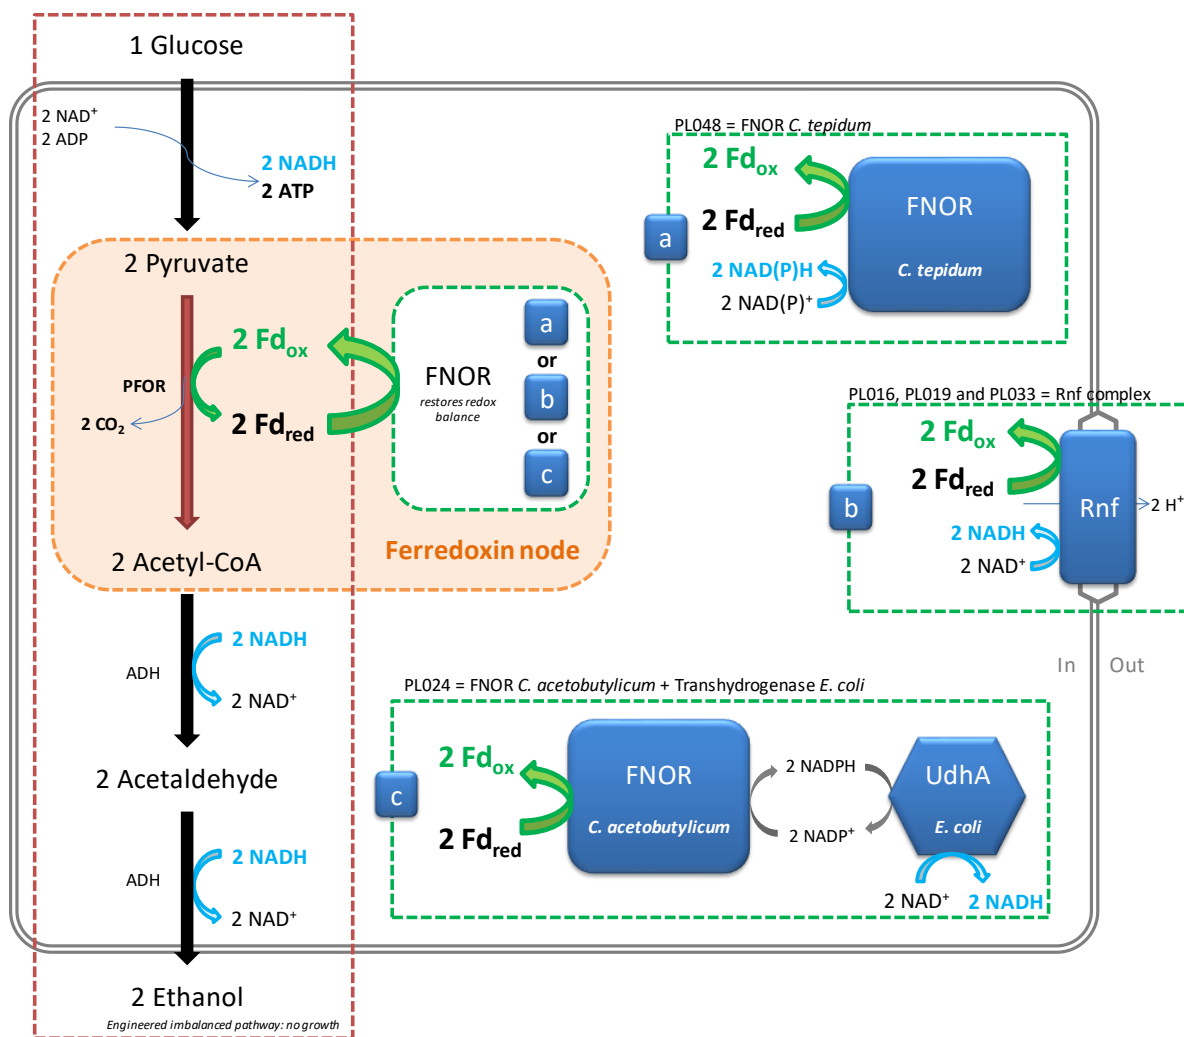 1 Glucose
2 NAD⁺
2 ADP
2 NADH
2 ATP
2 Pyruvate
2 Fdox
PFOR
2 CO₂
2 Fdred
FNOR
restores redox
balance
a
or
b
or
c
2 Acetyl-CoA
Ferredoxin node
ADH
2 NADH
2 NAD⁺
2 Acetaldehyde
ADH
2 NADH
2 NAD⁺
2 Ethanol
Engineered imbalanced pathway: no growth
PL048 = FNOR C. tepidum
a
2 Fdox
2 Fdred
2 NAD(P)H
2 NAD(P)⁺
FNOR
C. tepidum
PL016, PL019 and PL033 = Rnf complex
b
2 Fdox
2 Fdred
2 NADH
2 NAD⁺
Rnf
2 H⁺
In
Out
PL024 = FNOR C. acetobutylicum + Transhydrogenase E. coli
c
2 Fdox
2 Fdred
FNOR
C. acetobutylicum
2 NADPH
2 NADP⁺
UdhA
E. coli
2 NAD⁺
2 NADH